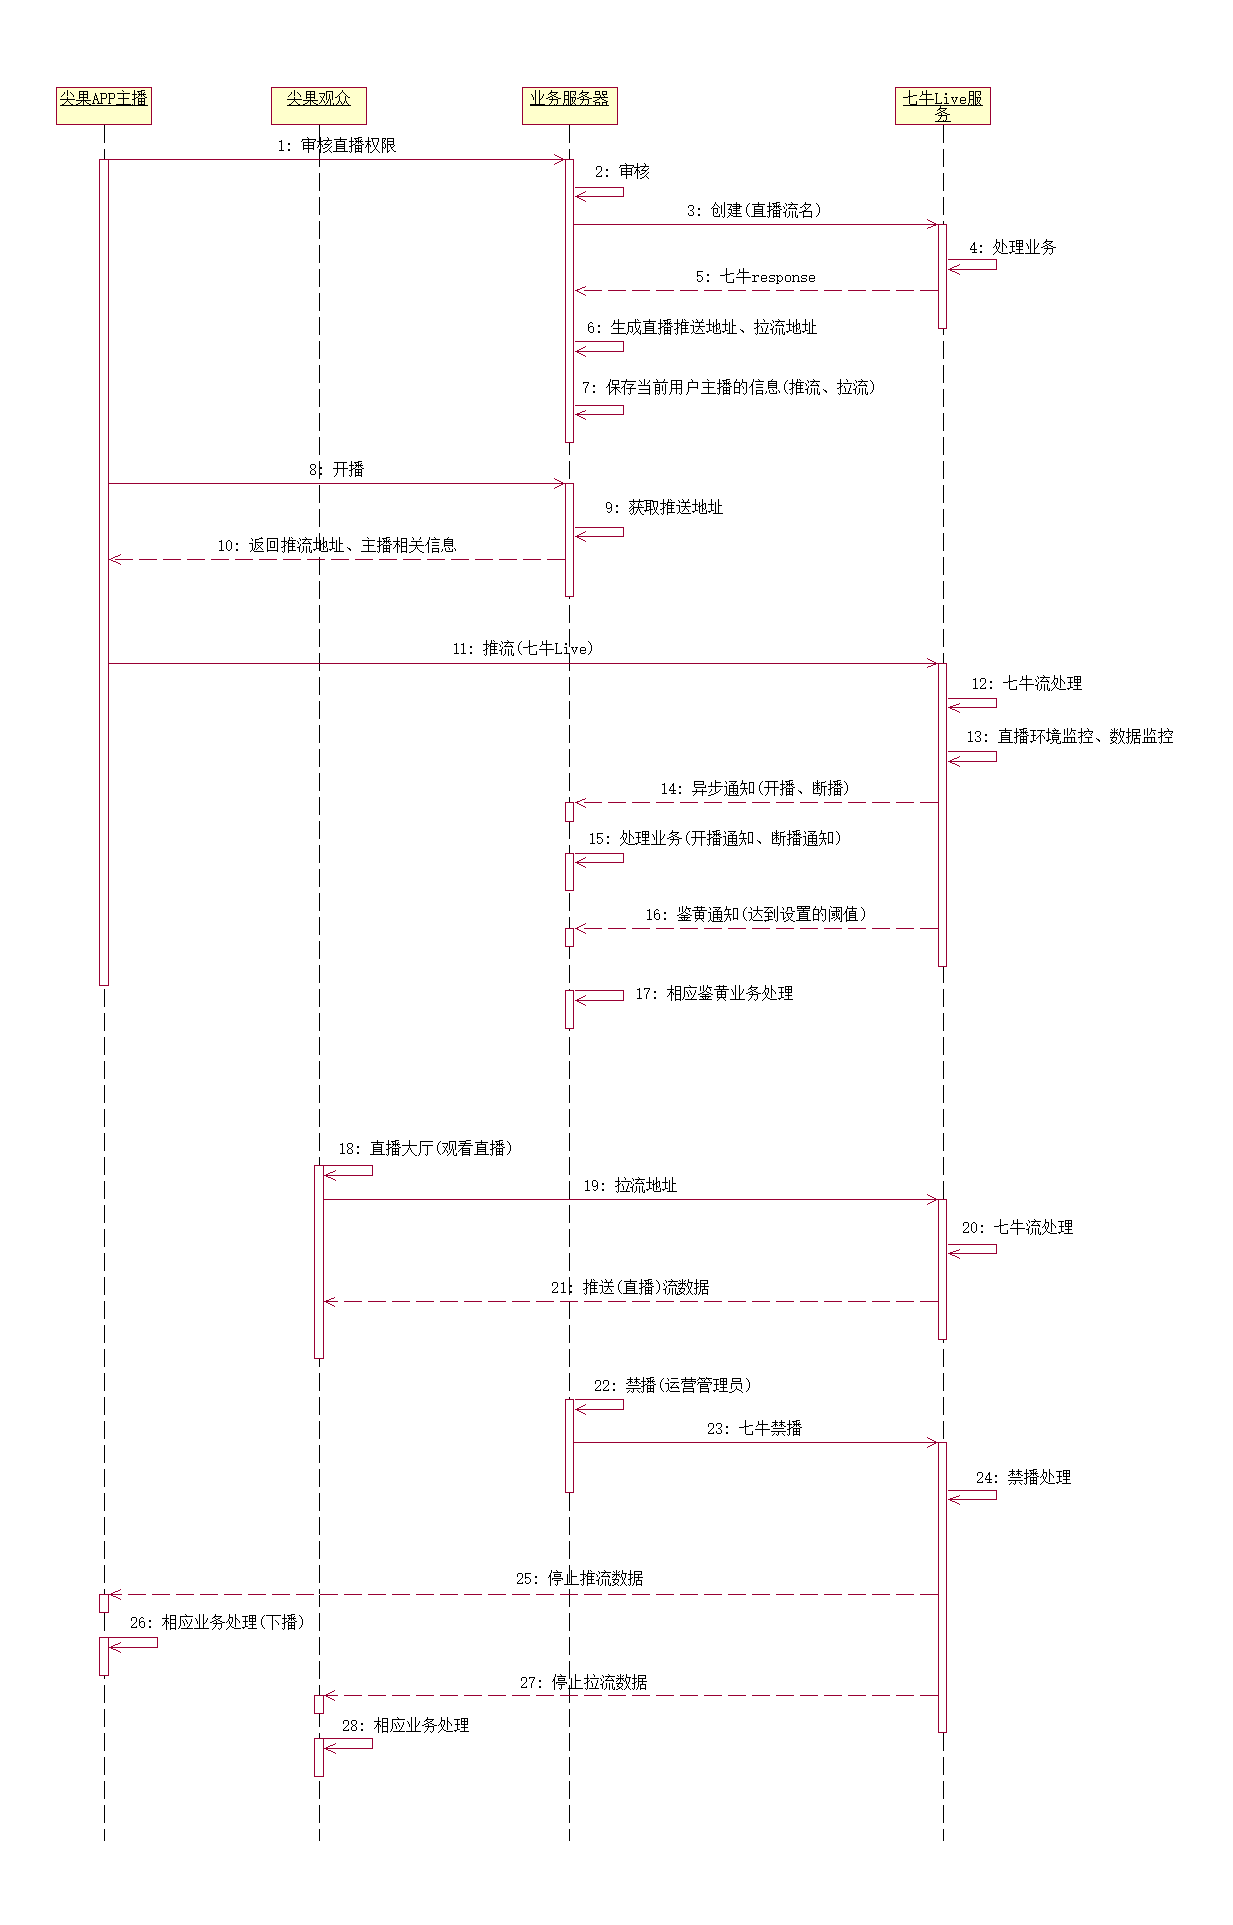 尖果APP主播
尖果观众
业务服务器
七牛Live服
务
1: 审核直播权限
2: 审核
3: 创建(直播流名)
4: 处理业务
5: 七牛response
6: 生成直播推送地址、拉流地址
7: 保存当前用户主播的信息(推流、拉流)
8: 开播
9: 获取推送地址
10: 返回推流地址、主播相关信息
11: 推流(七牛Live)
12: 七牛流处理
13: 直播环境监控、数据监控
14: 异步通知(开播、断播)
15: 处理业务(开播通知、断播通知)
16: 鉴黄通知(达到设置的阈值)
17: 相应鉴黄业务处理
18: 直播大厅(观看直播)
19: 拉流地址
20: 七牛流处理
21: 推送(直播)流数据
22: 禁播(运营管理员)
23: 七牛禁播
24: 禁播处理
25: 停止推流数据
26: 相应业务处理(下播)
27: 停止拉流数据
28: 相应业务处理